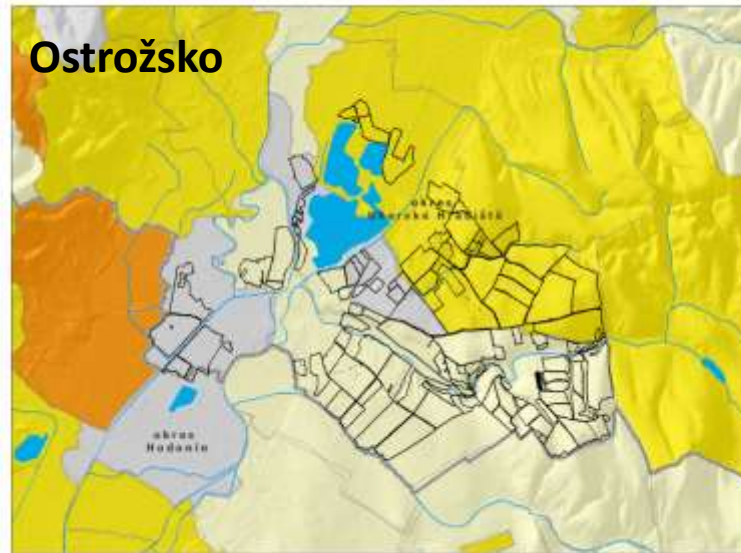 Ostrožsko
okres
Uherské Hradiště
okres
Hodonín